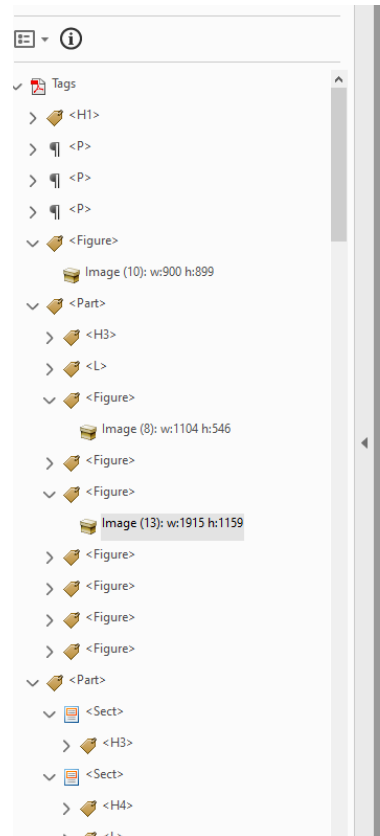 Tags
<H1>
<P>
<P>
<P>
<Figure>
Image (10): w:900 h:899
<Part>
<H3>
<L>
<Figure>
Image (8): w:1104 h:546
<Figure>
<Figure>
Image (13): w:1915 h:1159
<Figure>
<Figure>
<Figure>
<Figure>
<Part>
<Sect>
<H3>
<Sect>
<H4>